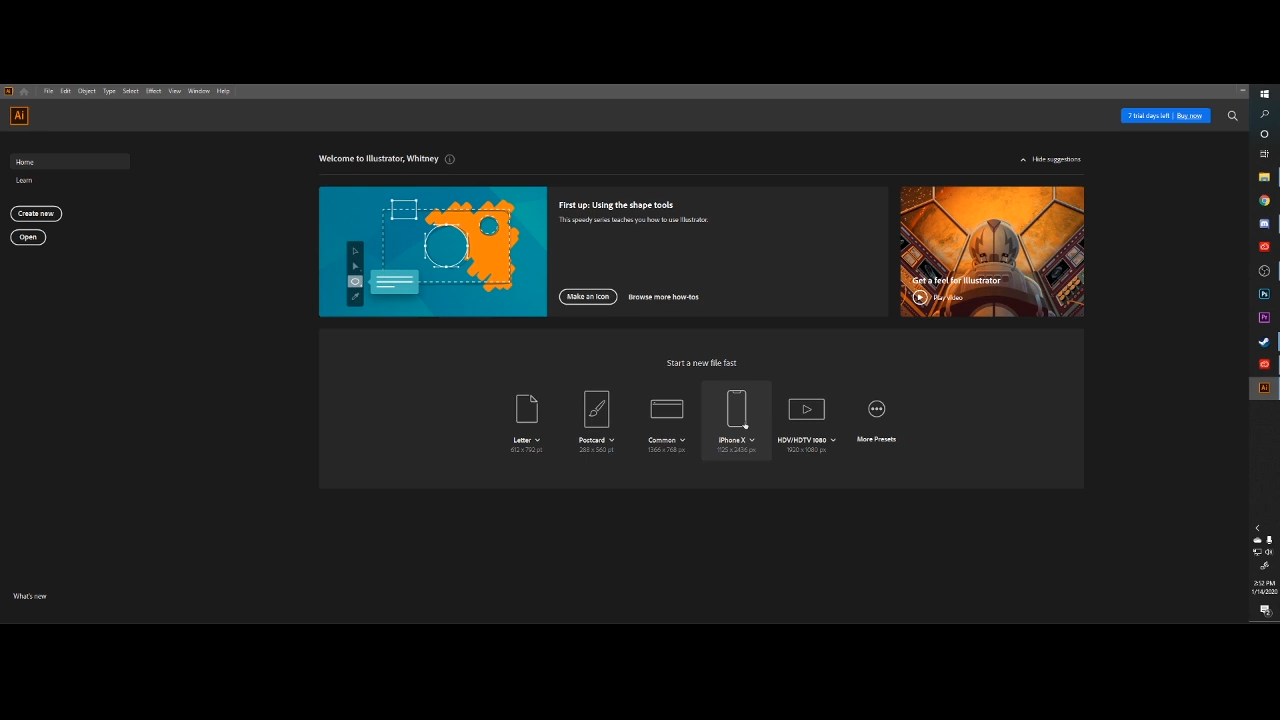 Ai
File Edit Object Type Select Effect View Window Help
Ai
7 trial days left | Buy now
Home
Learn
Create new
Open
Welcome to Illustrator, Whitney
Hide suggestions
First up: Using the shape tools
This speedy series teaches you how to use Illustrator.
Make an icon
Browse more how-tos
Get a feel for Illustrator
Play video
Start a new file fast
Letter
612 x 792 pt
Postcard
288 x 560 pt
Common
1366 x 768 px
iPhone X
1125 x 2436 px
HDV/HDTV 1080
1920 x 1080 px
More Presets
What's new
Ps
Pr
Ai
2:52 PM
1/14/2020